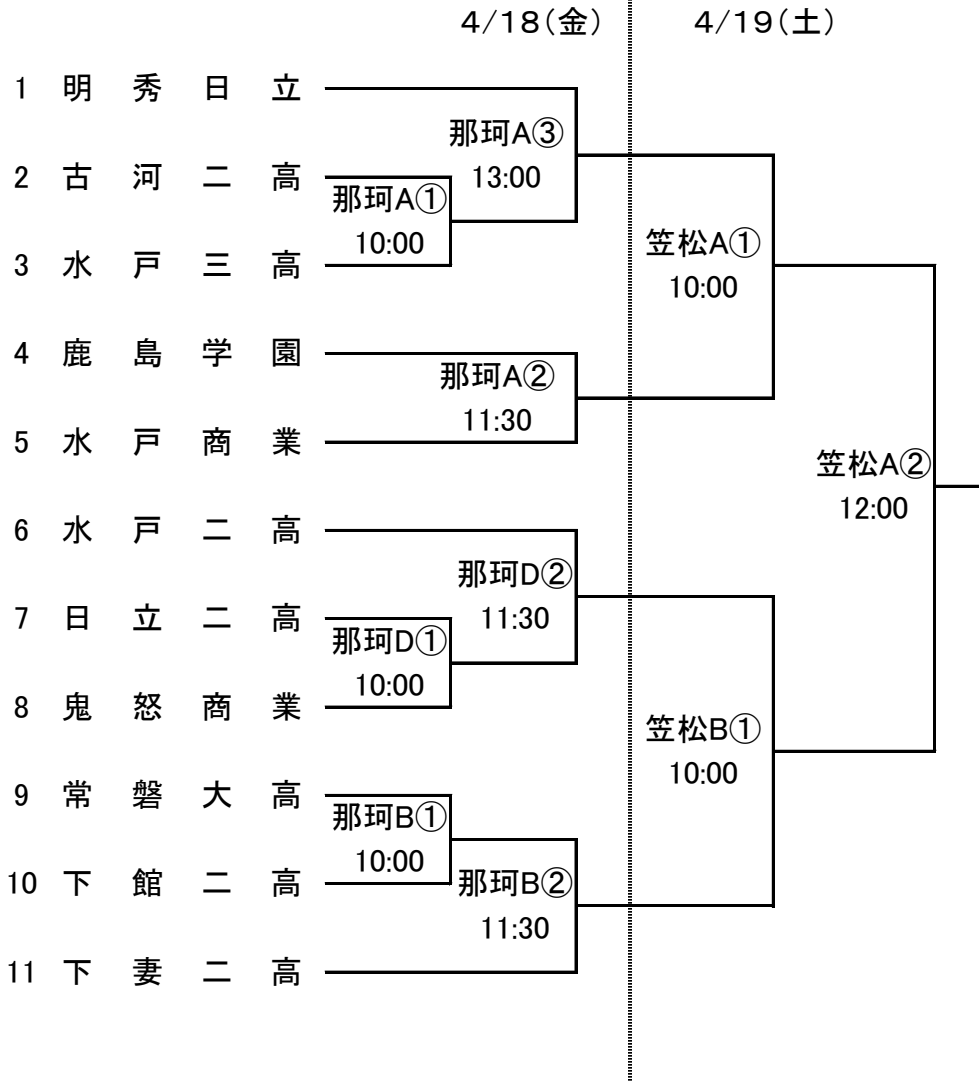 4/18(金) 4/19(土)
1 明秀日立
那珂A③
13:00
2 古河二高
那珂A①
10:00
3 水戸三高
笠松A①
10:00
4 鹿島学園
那珂A②
11:30
5 水戸商業
笠松A②
12:00
6 水戸二高
那珂D②
11:30
7 日立二高
那珂D①
10:00
8 鬼怒商業
笠松B①
10:00
9 常磐大高
那珂B①
10:00
10 下館二高
那珂B②
11:30
11 下妻二高